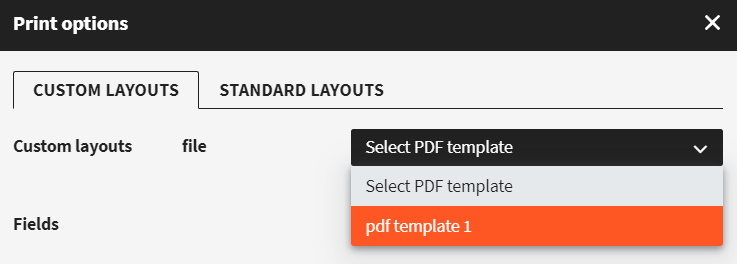 Print options
CUSTOM LAYOUTS STANDARD LAYOUTS
Custom layouts file Select PDF template
Select PDF template
Fields pdf template 1